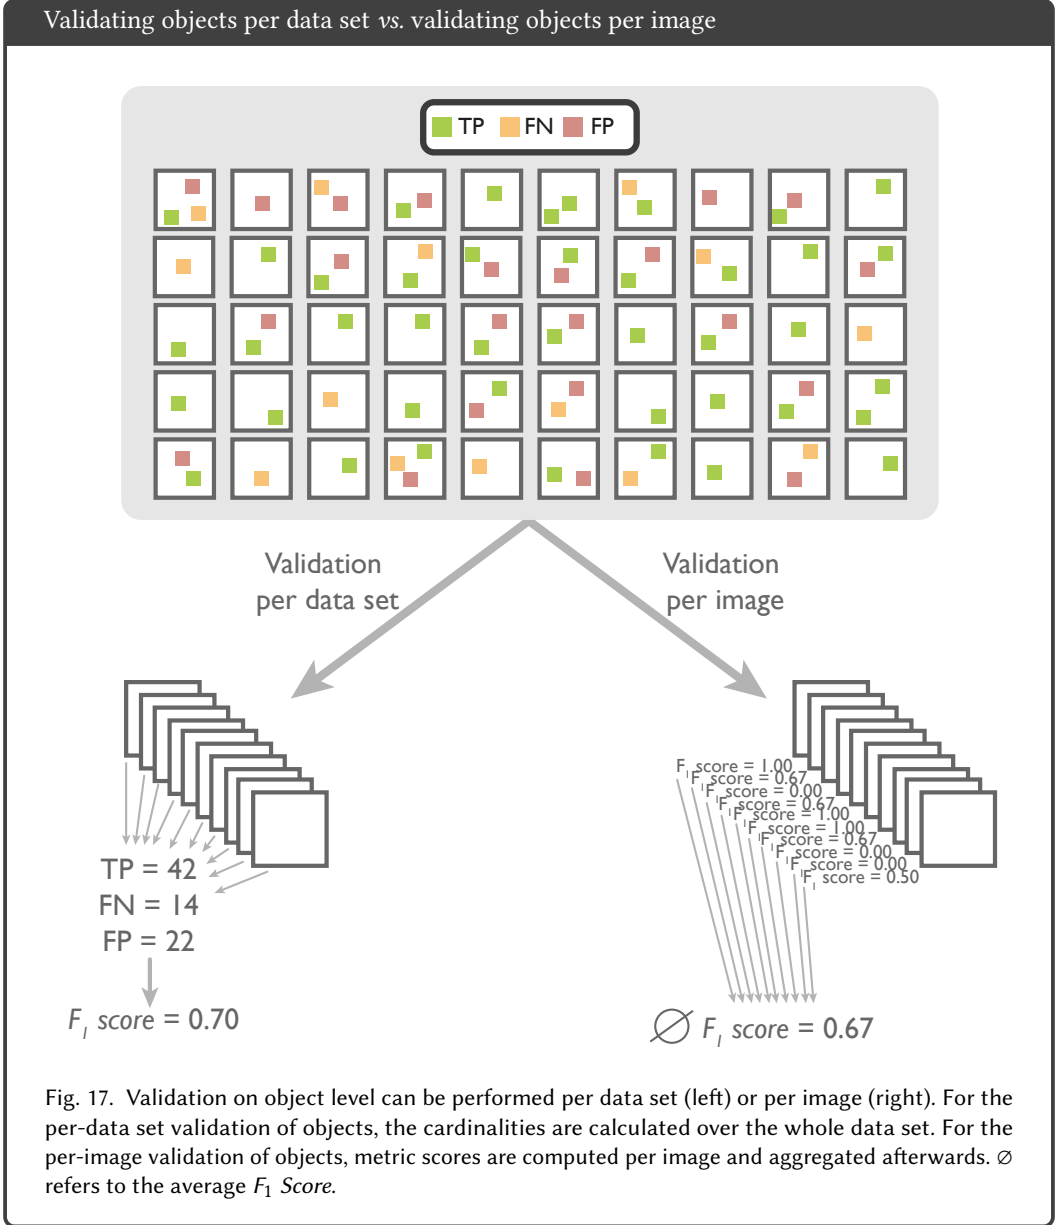 Validating objects per data set vs. validating objects per image
TP FN FP
Validation
per data set
Validation
per image
F1 score = 1.00
F1 score = 0.67
F1 score = 0.00
F1 score = 0.67
F1 score = 1.00
F1 score = 1.00
F1 score = 0.67
F1 score = 0.00
F1 score = 0.00
F1 score = 0.50
TP = 42
FN = 14
FP = 22
F1 score = 0.70
∅ F1 score = 0.67
Fig. 17. Validation on object level can be performed per data set (left) or per image (right). For the
per-data set validation of objects, the cardinalities are calculated over the whole data set. For the
per-image validation of objects, metric scores are computed per image and aggregated afterwards. ∅
refers to the average F1 Score.